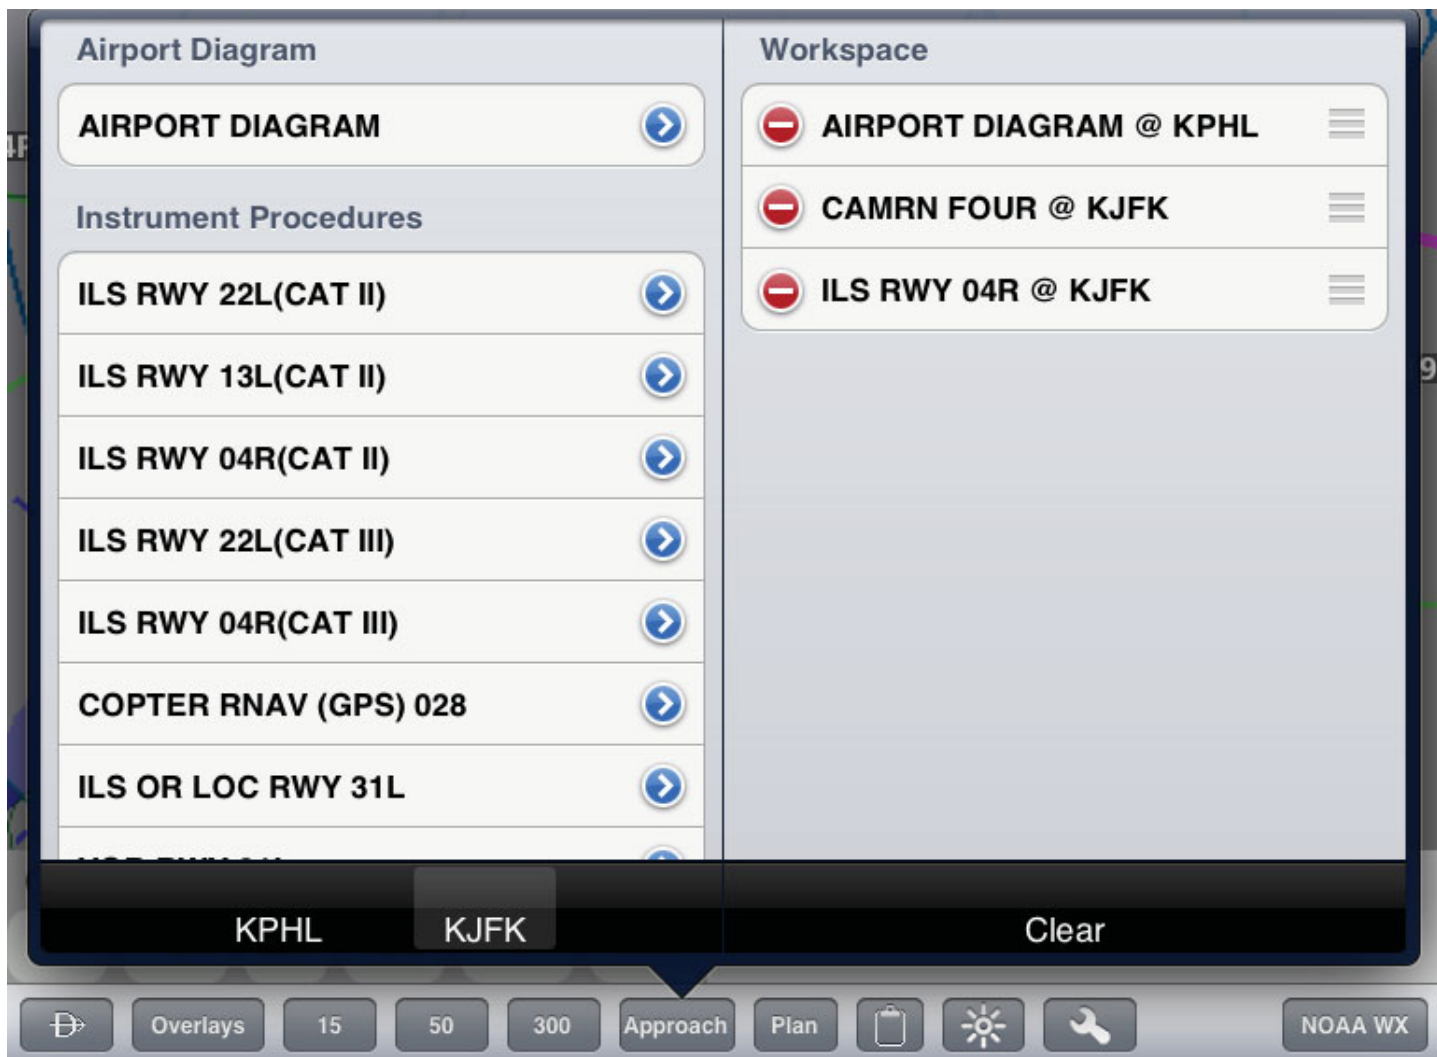 Airport Diagram
AIRPORT DIAGRAM
Instrument Procedures
ILS RWY 22L(CAT II)
ILS RWY 13L(CAT II)
ILS RWY 04R(CAT II)
ILS RWY 22L(CAT III)
ILS RWY 04R(CAT III)
COPTER RNAV (GPS) 028
ILS OR LOC RWY 31L
KPHL KJFK
Workspace
AIRPORT DIAGRAM @ KPHL
CAMRN FOUR @ KJFK
ILS RWY 04R @ KJFK
Clear
Overlays 15 50 300 Approach Plan NOAA WX